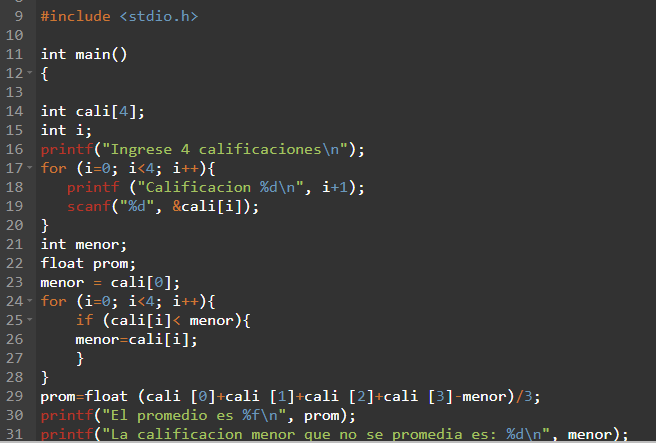 9 #include <stdio.h>
10
11 int main()
12 {
13
14 int cali[4];
15 int i;
16 printf("Ingrese 4 calificaciones\n");
17 for (i=0; i<4; i++){
18 printf ("Calificacion %d\n", i+1);
19 scanf("%d", &cali[i]);
20 }
21 int menor;
22 float prom;
23 menor = cali[0];
24 for (i=0; i<4; i++){
25 if (cali[i]< menor){
26 menor=cali[i];
27 }
28 }
29 prom=float (cali [0]+cali [1]+cali [2]+cali [3]-menor)/3;
30 printf("El promedio es %f\n", prom);
31 printf("La calificacion menor que no se promedia es: %d\n", menor);